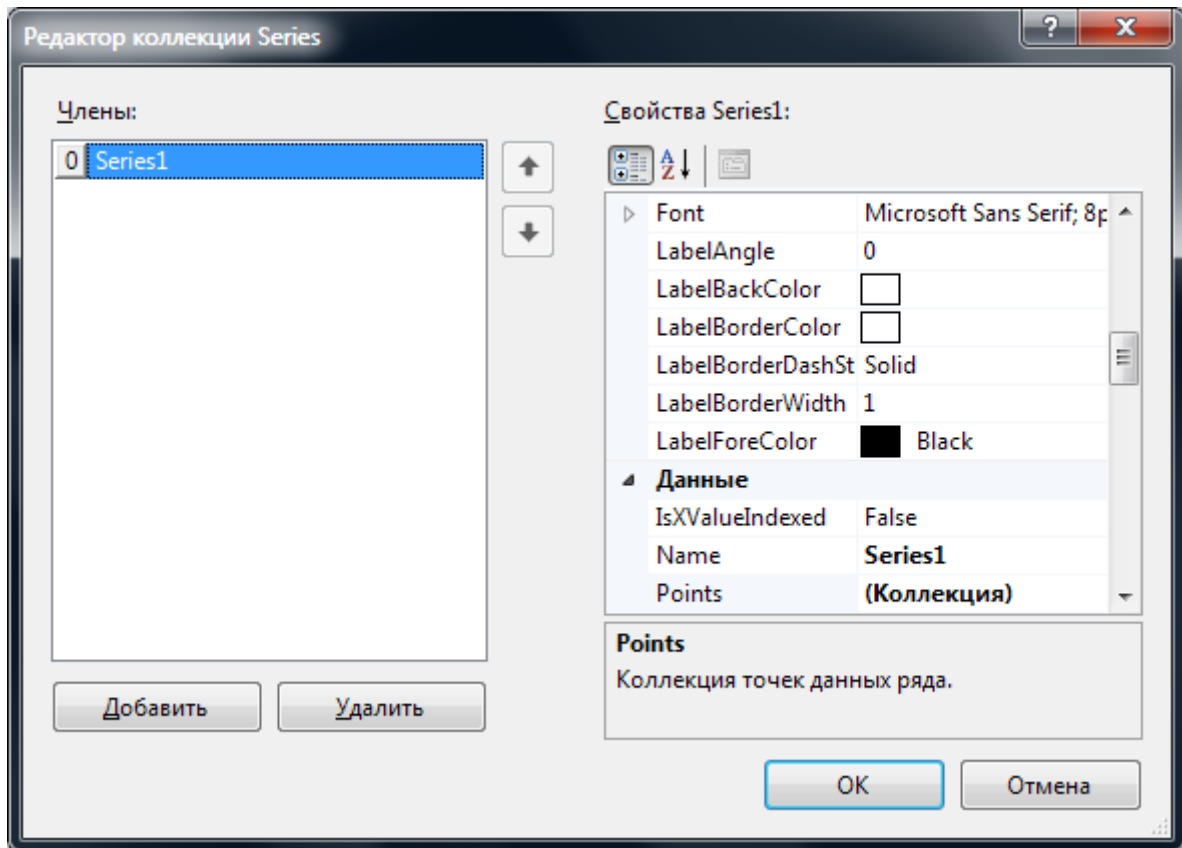 Редактор коллекции Series
?
X
Члены:
0 Series1
Добавить
Удалить
Свойства Series1:
A
Z
Font Microsoft Sans Serif; 8p
LabelAngle 0
LabelBackColor
LabelBorderColor
LabelBorderDashSt Solid
LabelBorderWidth 1
LabelForeColor Black
Данные
IsXValueIndexed False
Name Series1
Points (Коллекция)
Points
Коллекция точек данных ряда.
ОК
Отмена